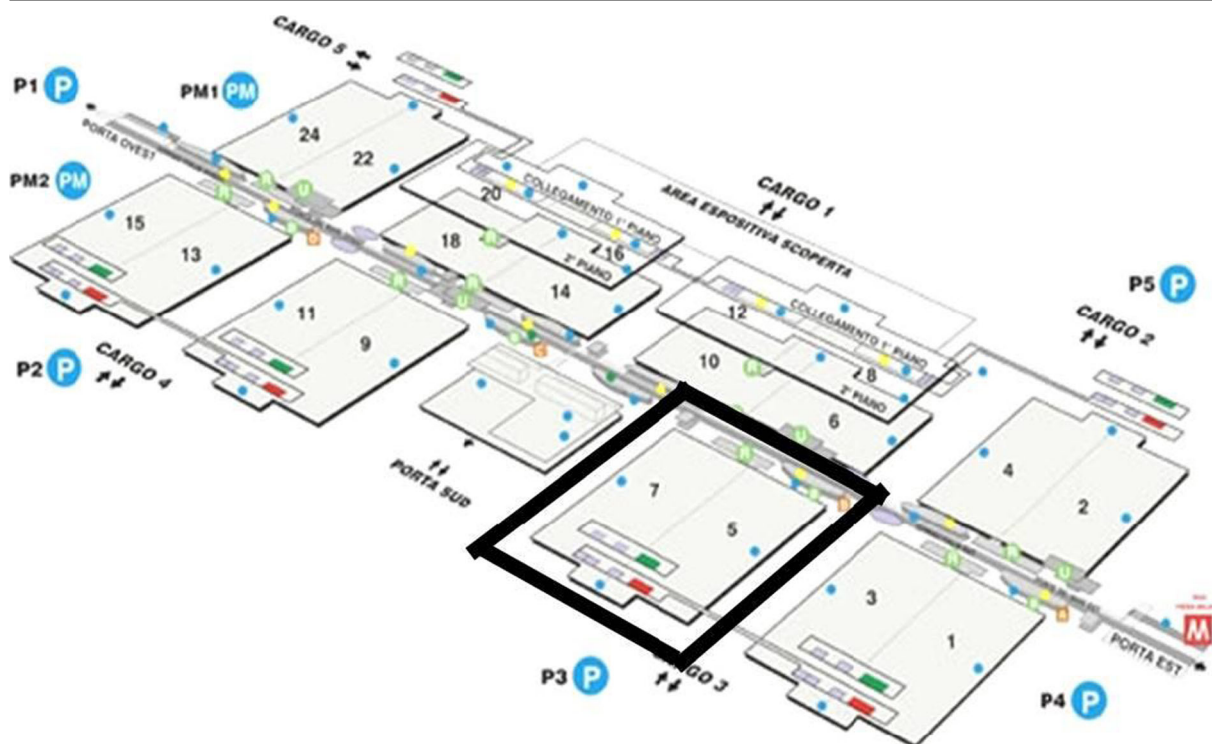 CARGO 5
P1 P
PM1 PM
PORTA OVEST
24
22
PM2 PM
15
13
20
COLLEGAMENTO 1° PIANO
AREA ESPOSITIVA SCOPERTA
CARGO 1
18
16
2° PIANO
14
U
D
11
9
P2 P
CARGO 4
12
COLLEGAMENTO 1° PIANO
P5 P
CARGO 2
10
8
2° PIANO
6
C
PORTA SUD
7
5
U
B
4
2
3
1
U
A
M
PORTA EST
CARGO 3
P3 P
P4 P